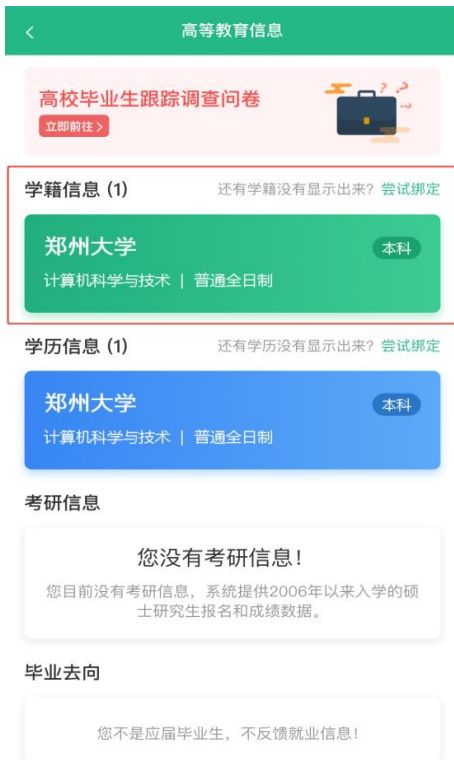 高等教育信息
高校毕业生跟踪调查问卷
立即前往>
学籍信息 (1) 还有学籍没有显示出来? 尝试绑定
郑州大学 本科
计算机科学与技术 | 普通全日制
学历信息 (1) 还有学历没有显示出来? 尝试绑定
郑州大学 本科
计算机科学与技术 | 普通全日制
考研信息
您没有考研信息!
您目前没有考研信息，系统提供2006年以来入学的硕
士研究生报名和成绩数据。
毕业去向
您不是应届毕业生，不反馈就业信息!